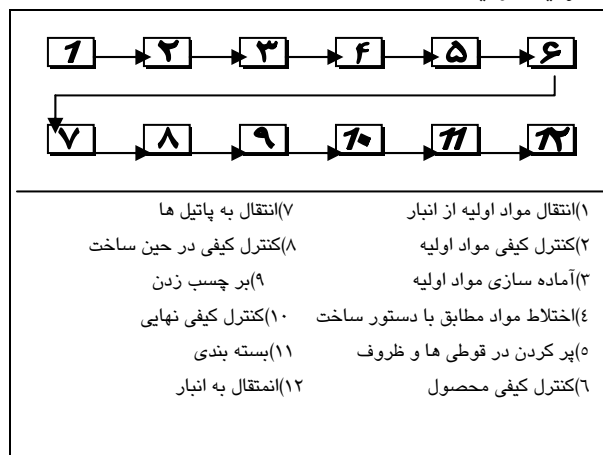 ۱ ۲ ۳ ۴ ۵ ۶
۷ ۸ ۹ ۱۰ ۱۱ ۱۲
۱)انتقال مواد اولیه از انبار ۷)انتقال به پاتیل ها
۲)کنترل کیفی مواد اولیه ۸)کنترل کیفی در حین ساخت
۳)آماده سازی مواد اولیه ۹)بر چسب زدن
٤)اختلاط مواد مطابق با دستور ساخت ۱۰)کنترل کیفی نهایی
٥)پر کردن در قوطی ها و ظروف ۱۱)بسته بندی
٦)کنترل کیفی محصول ۱۲)انمتقال به انبار